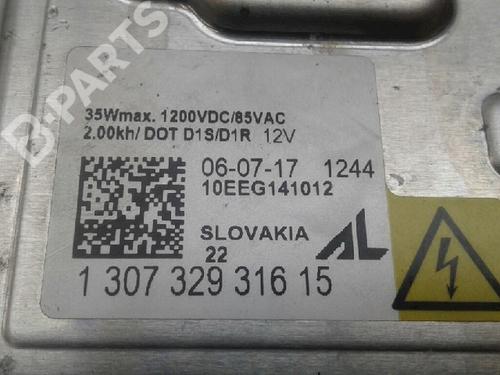 B-PARTS
35Wmax. 1200VDC/85VAC
2.00kh/ DOT D1S/D1R 12V
06-07-17 1244
10EEG141012
SLOVAKIA
22
AL
1 307 329 316 15